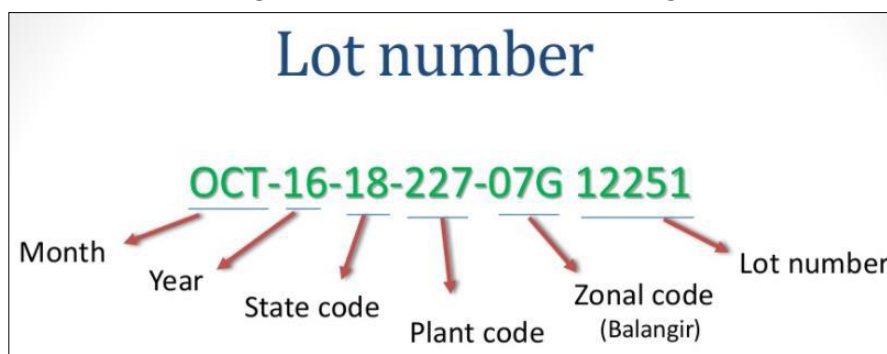 Lot number
OCT-16-18-227-07G 12251
Month
Year
State code
Plant code
Zonal code
(Balangir)
Lot number